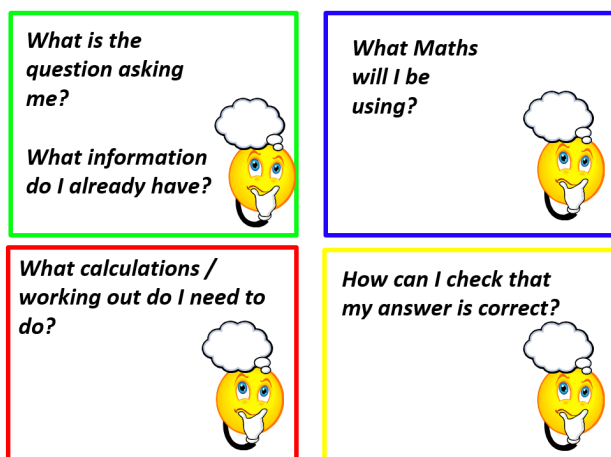 What is the
question asking
me?
What information
do I already have?
What Maths
will I be
using?
What calculations /
working out do I need to
do?
How can I check that
my answer is correct?